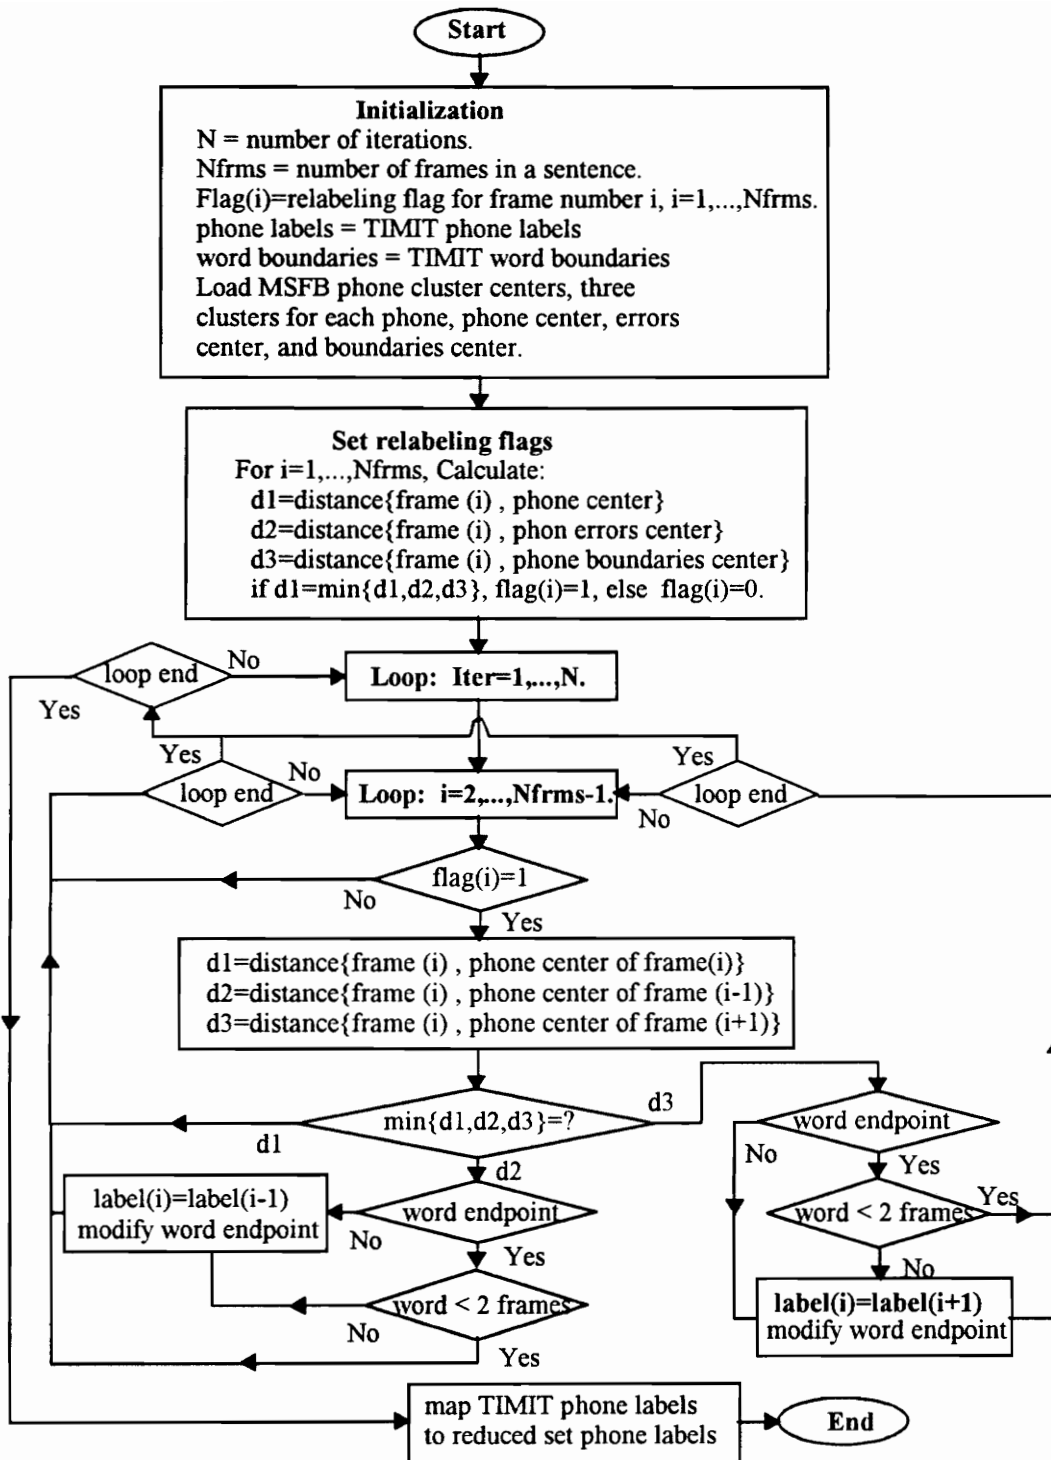 Start
Initialization
N = number of iterations.
Nfrms = number of frames in a sentence.
Flag(i)=relabeling flag for frame number i, i=1,...,Nfrms.
phone labels = TIMIT phone labels
word boundaries = TIMIT word boundaries
Load MSFB phone cluster centers, three
clusters for each phone, phone center, errors
center, and boundaries center.
Set relabeling flags
For i=1,...,Nfrms, Calculate:
d1=distance{frame (i) , phone center}
d2=distance{frame (i) , phon errors center}
d3=distance{frame (i) , phone boundaries center}
if d1=min{d1,d2,d3}, flag(i)=1, else flag(i)=0.
loop end
No
Loop: Iter=1,...,N.
Yes
Yes
Yes
loop end
No
Loop: i=2,...,Nfrms-1.
No
loop end
flag(i)=1
No
Yes
d1=distance{frame (i) , phone center of frame(i)}
d2=distance{frame (i) , phone center of frame (i-1)}
d3=distance{frame (i) , phone center of frame (i+1)}
min{d1,d2,d3}=?
d1
d2
d3
word endpoint
No
Yes
word < 2 frames
Yes
No
label(i)=label(i+1)
modify word endpoint
label(i)=label(i-1)
modify word endpoint
word endpoint
No
Yes
word < 2 frames
No
Yes
map TIMIT phone labels
to reduced set phone labels
End